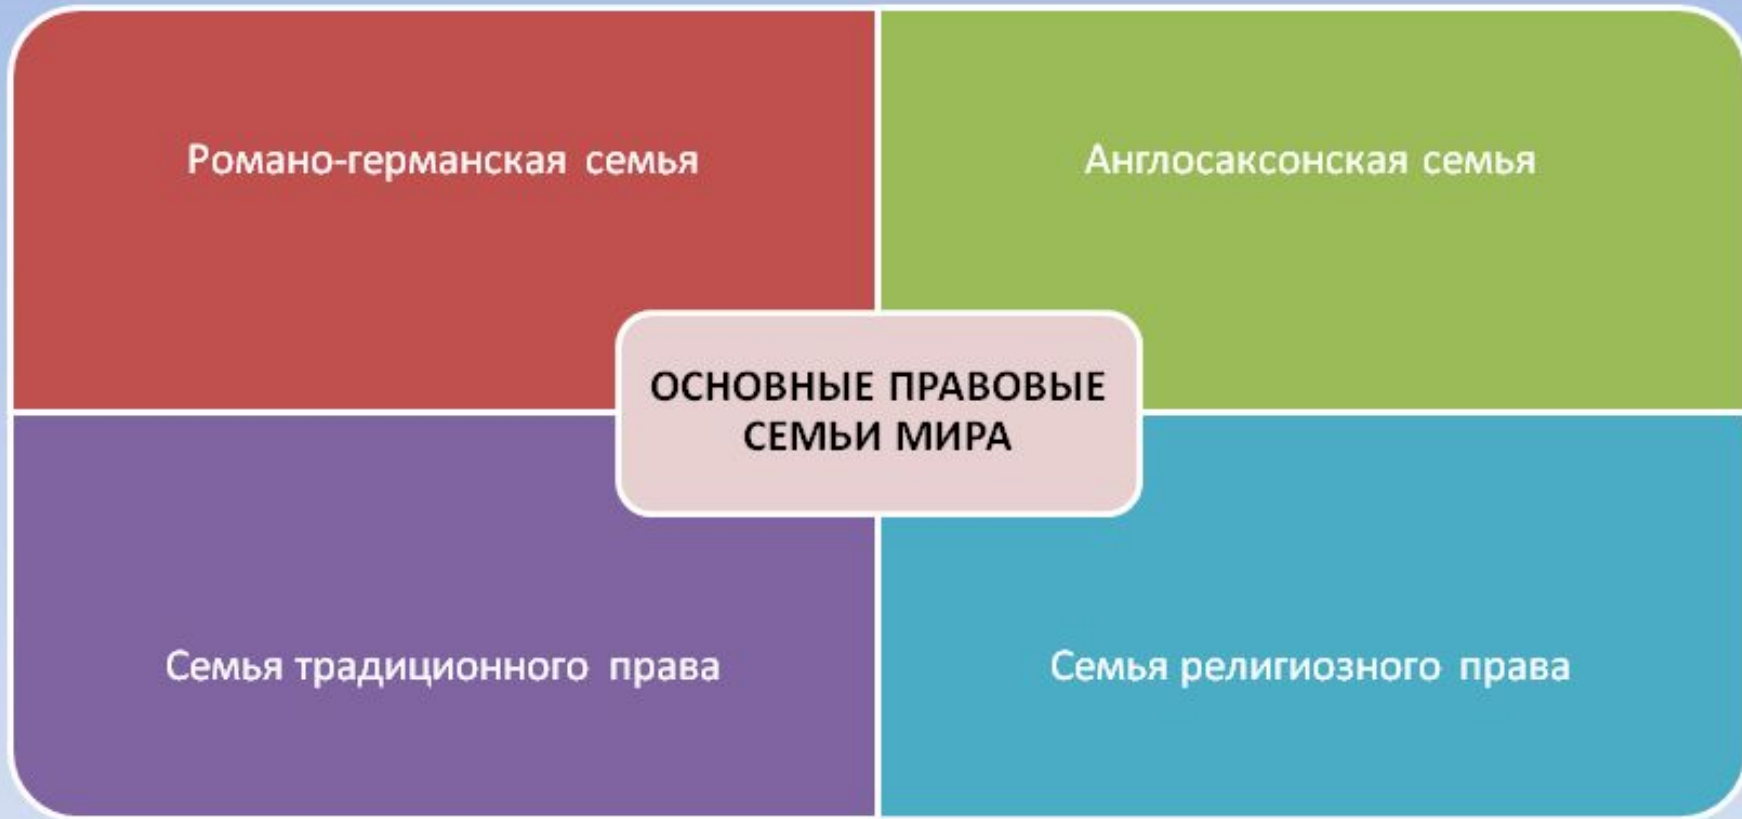 Романо-германская семья
Англосаксонская семья
ОСНОВНЫЕ ПРАВОВЫЕ
СЕМЬИ МИРА
Семья традиционного права
Семья религиозного права